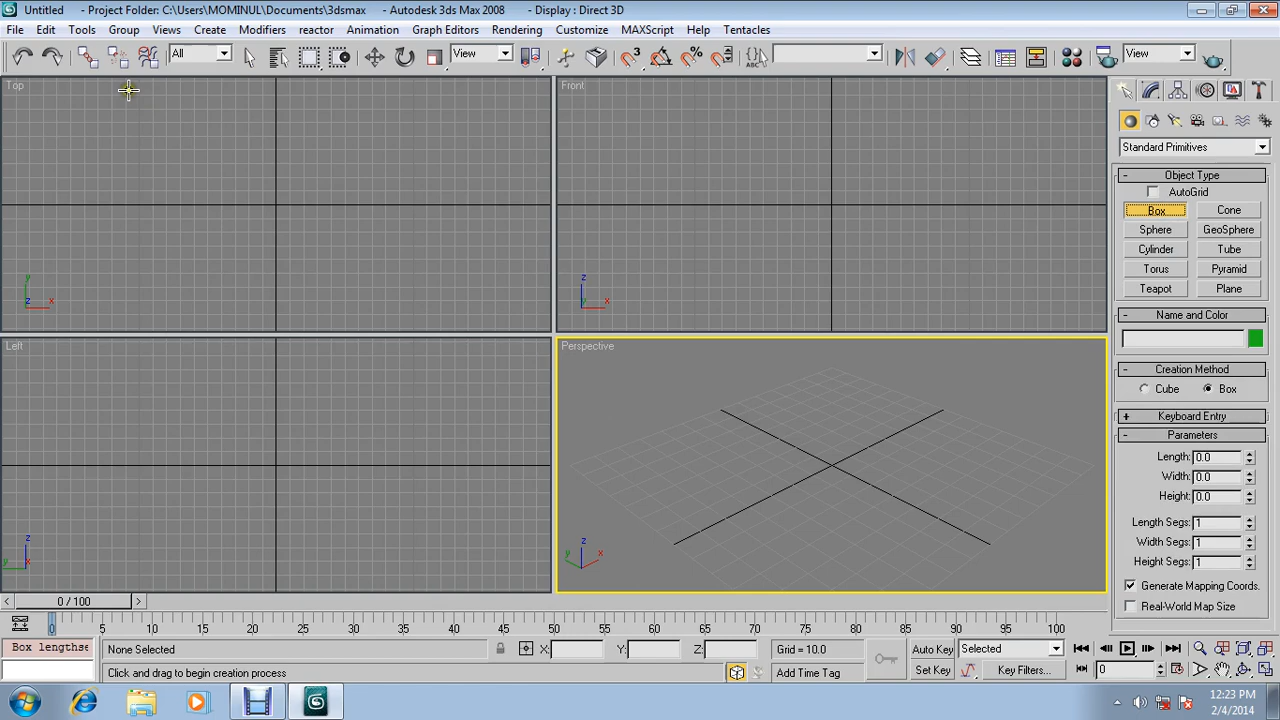 Untitled - Project Folder: C:\Users\MOMINUL\Documents\3dsmax - Autodesk 3ds Max 2008 - Display : Direct 3D
File Edit Tools Group Views Create Modifiers reactor Animation Graph Editors Rendering Customize MAXScript Help Tentacles
All View 3 % ABC View
Top Front
Standard Primitives
- Object Type
AutoGrid
Box Cone
Sphere GeoSphere
Cylinder Tube
Torus Pyramid
Teapot Plane
y z x z y x
- Name and Color
Left Perspective
- Creation Method
Cube Box
+ Keyboard Entry
- Parameters
Length: 0.0
Width: 0.0
Height: 0.0
Length Segs: 1
Width Segs: 1
Height Segs: 1
z y x z y x
Generate Mapping Coords.
Real-World Map Size
< 0 / 100 >
0 5 10 15 20 25 30 35 40 45 50 55 60 65 70 75 80 85 90 95 100
Box lengths: None Selected X: Y: Z: Grid = 10.0 Auto Key Selected
Click and drag to begin creation process Add Time Tag Set Key Key Filters... 0
12:23 PM
2/4/2014